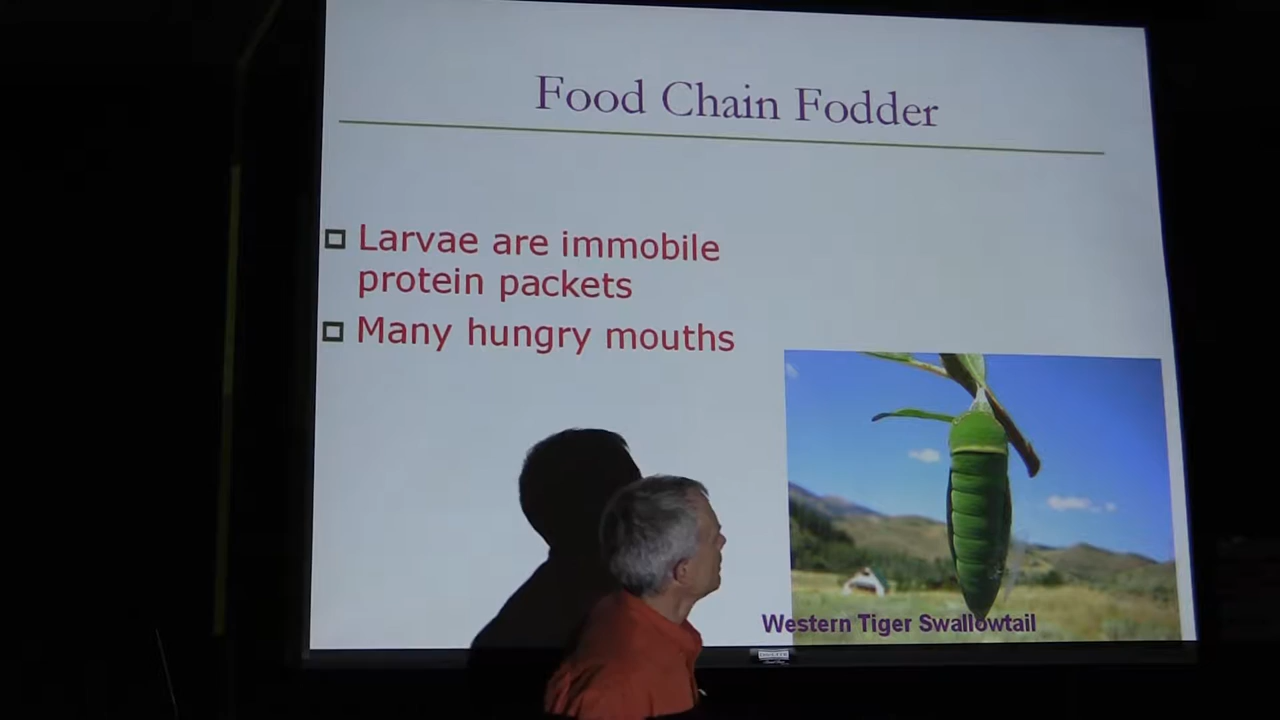 Food Chain Fodder
Larvae are immobile
protein packets
Many hungry mouths
Western Tiger Swallowtail